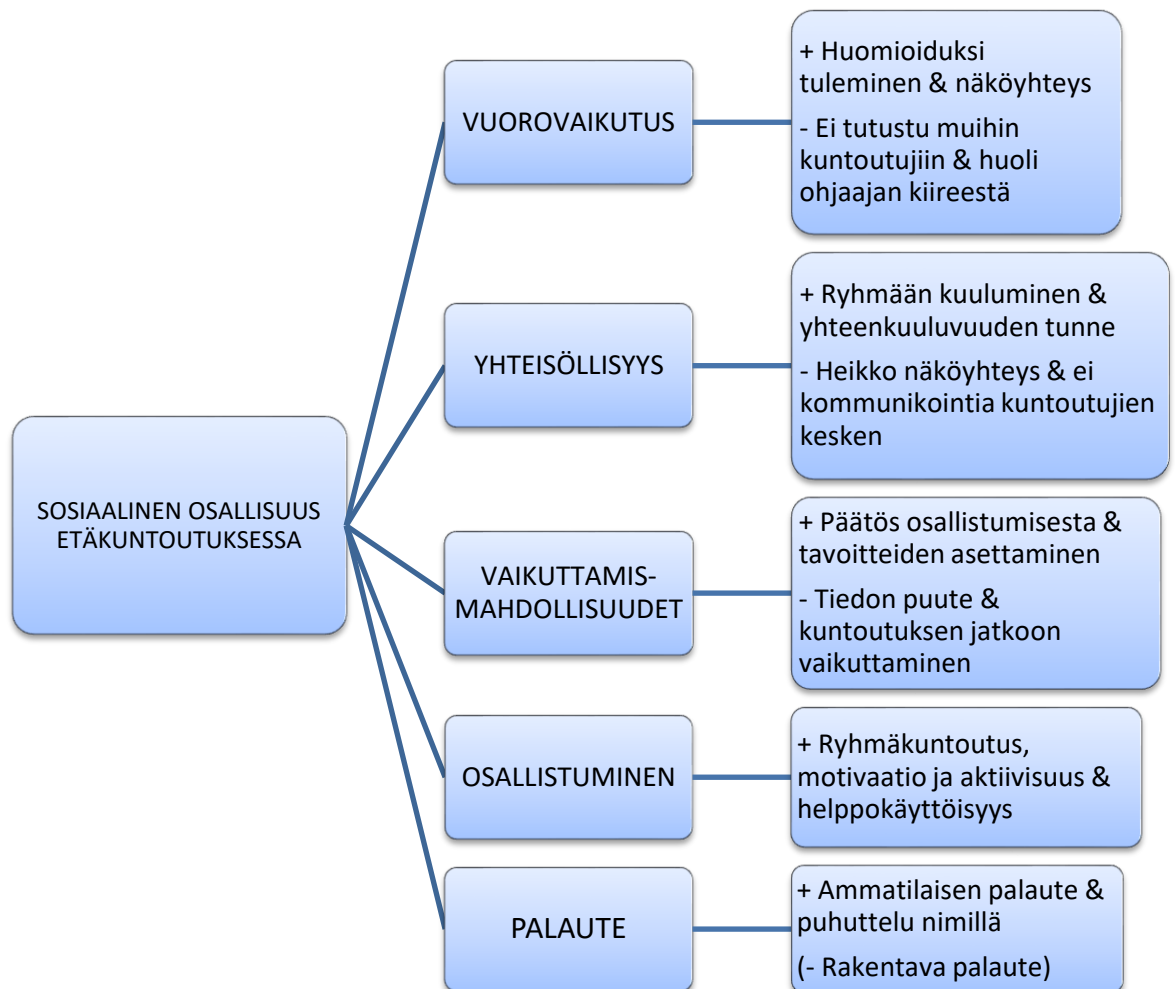 SOSIAALINEN OSALLISUUS
ETÄKUNTOUTUKSESSA
VUOROVAIKUTUS
+ Huomioiduksi
tuleminen & näköyhteys
- Ei tutustu muihin
kuntoutujiin & huoli
ohjaajan kiireestä
YHTEISÖLLISYYS
+ Ryhmään kuuluminen &
yhteenkuuluvuuden tunne
- Heikko näköyhteys & ei
kommunikointia kuntoutujien
kesken
VAIKUTTAMIS-
MAHDOLLISUUDET
+ Päätös osallistumisesta &
tavoitteiden asettaminen
- Tiedon puute &
kuntoutuksen jatkoon
vaikuttaminen
OSALLISTUMINEN
+ Ryhmäkuntoutus,
motivaatio ja aktiivisuus &
helppokäyttöisyys
PALAUTE
+ Ammatilaisen palaute &
puhuttelu nimillä
(- Rakentava palaute)